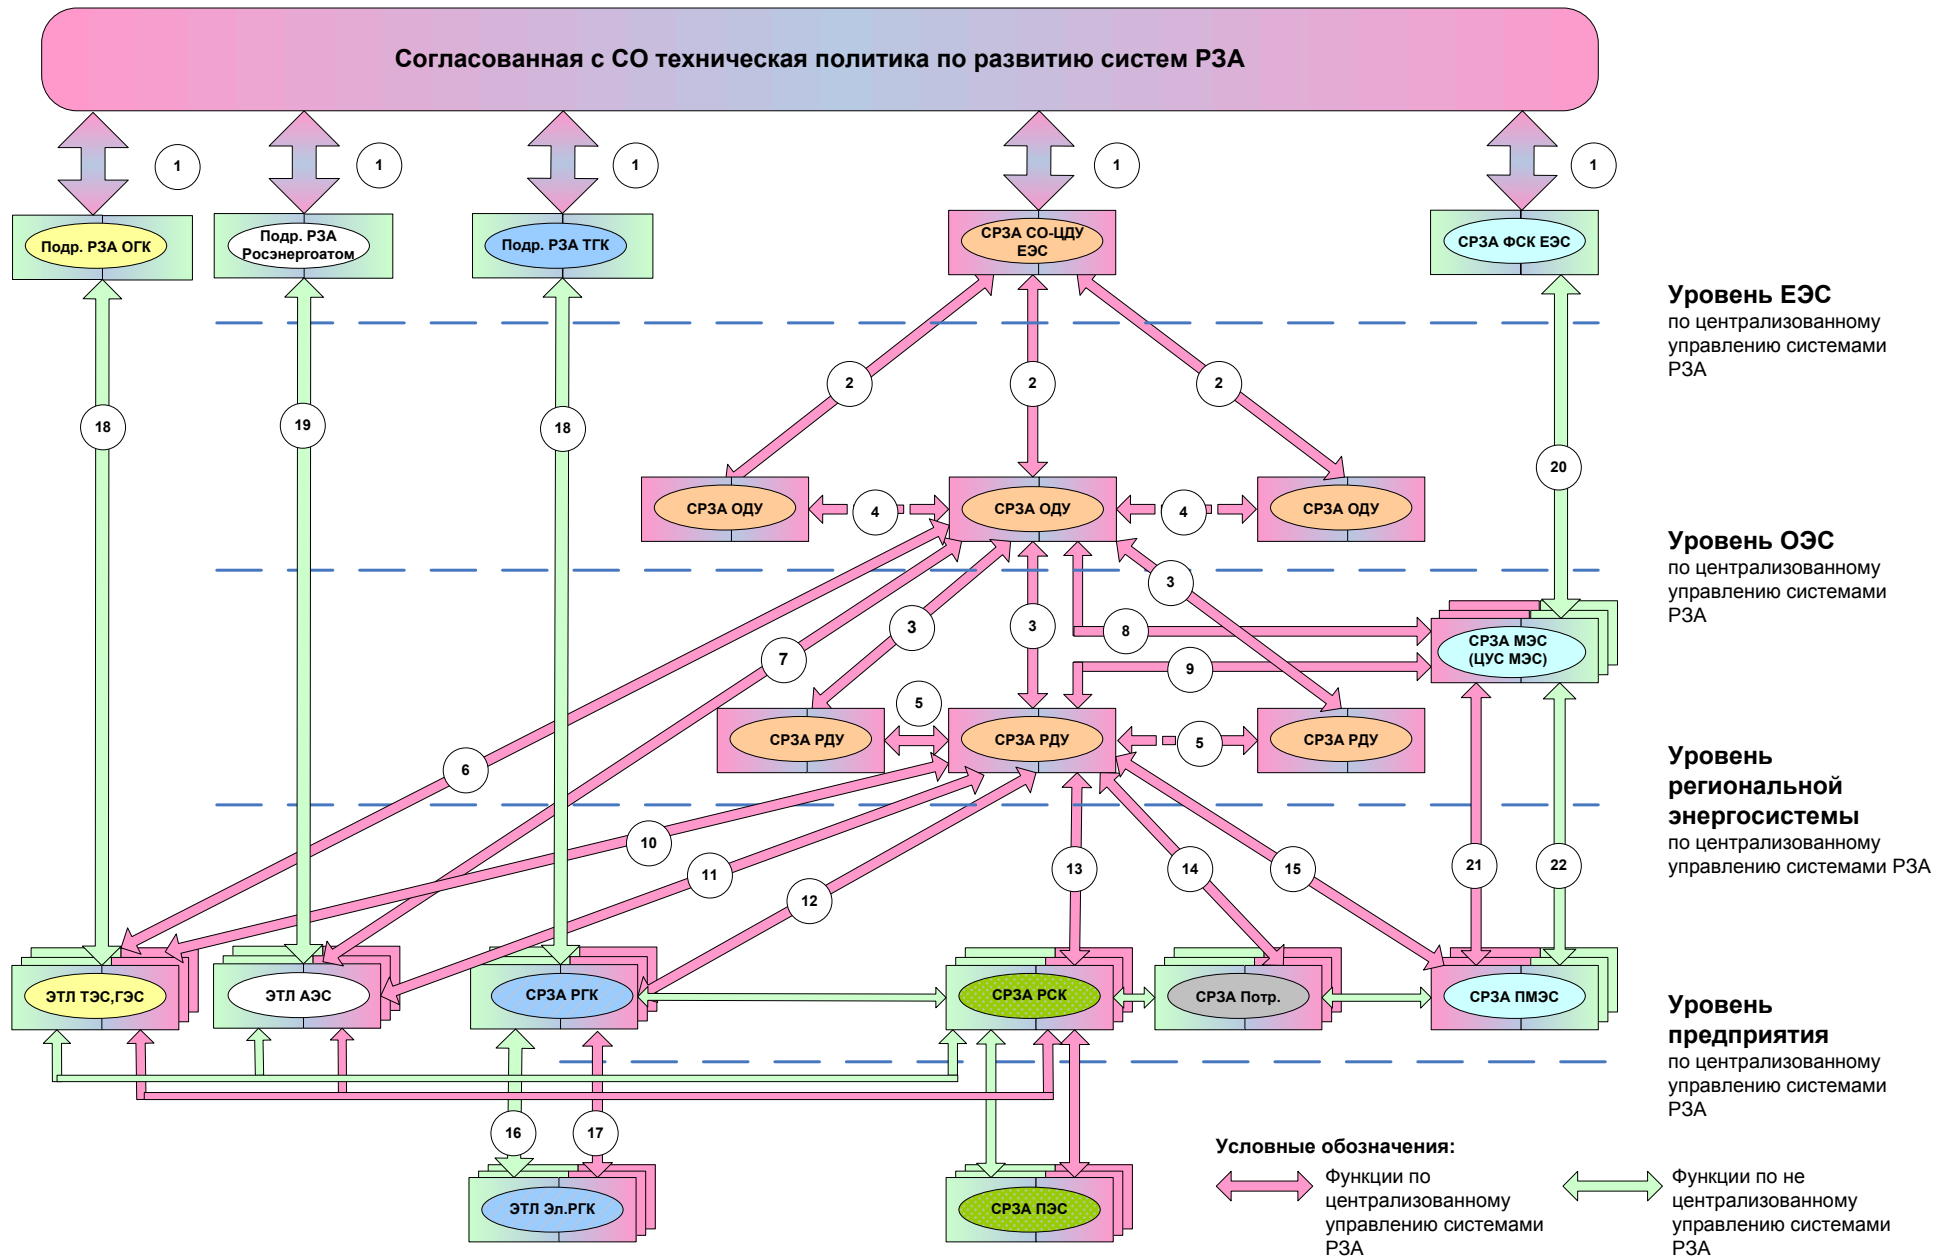 Согласованная с СО техническая политика по развитию систем РЗА
1
1
1
1
1
Подр. РЗА ОГК
Подр. РЗА
Росэнергоатом
Подр. РЗА ТГК
СРЗА СО-ЦДУ
ЕЭС
СРЗА ФСК ЕЭС
Уровень ЕЭС
по централизованному
управлению системами
РЗА
2
2
2
18
19
18
20
СРЗА ОДУ
4
СРЗА ОДУ
4
СРЗА ОДУ
Уровень ОЭС
по централизованному
управлению системами
РЗА
3
3
3
8
7
9
СРЗА МЭС
(ЦУС МЭС)
5
СРЗА РДУ
СРЗА РДУ
5
СРЗА РДУ
6
Уровень
региональной
энергосистемы
по централизованному
управлению системами РЗА
10
11
12
13
14
15
21
22
ЭТЛ ТЭС,ГЭС
ЭТЛ АЭС
СРЗА РГК
СРЗА РСК
СРЗА Потр.
СРЗА ПМЭС
Уровень
предприятия
по централизованному
управлению системами
РЗА
16
17
ЭТЛ Эл.РГК
СРЗА ПЭС
Условные обозначения:
Функции по
централизованному
управлению системами
РЗА
Функции по не
централизованному
управлению системами
РЗА